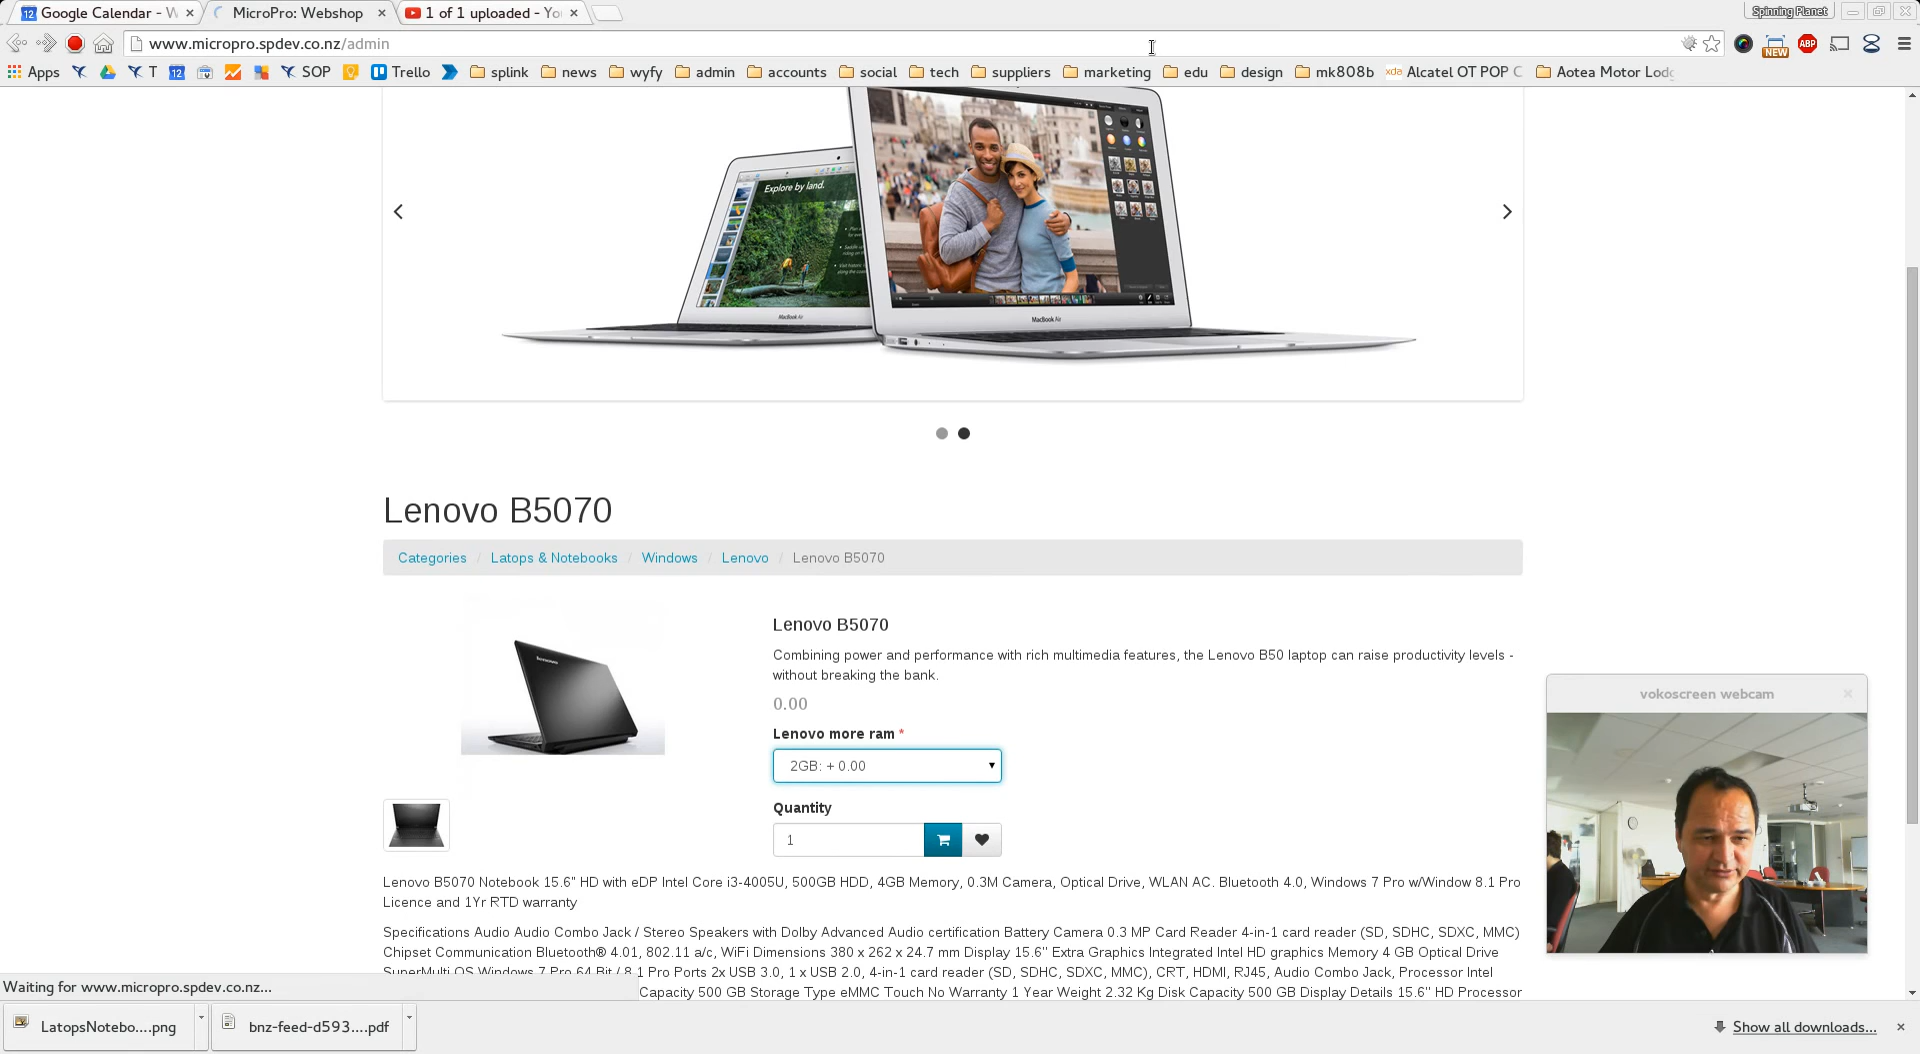 Google Calendar - W
MicroPro: Webshop
1 of 1 uploaded - Yo
Spinning Planet
www.micropro.spdev.co.nz/admin
ABP
NEW
Apps
T
12
SOP
Trello
splink
news
wyfy
admin
accounts
social
tech
suppliers
marketing
edu
design
mk808b
xda
Alcatel OT POP C
Aotea Motor Lodg
Explore by land.
MacBook Air
MacBook Air
Lenovo B5070
Categories / Latops & Notebooks / Windows / Lenovo / Lenovo B5070
Lenovo B5070
Combining power and performance with rich multimedia features, the Lenovo B50 laptop can raise productivity levels -
without breaking the bank.
0.00
Lenovo more ram *
2GB: + 0.00
Quantity
1
vokoscreen webcam
Lenovo B5070 Notebook 15.6" HD with eDP Intel Core i3-4005U, 500GB HDD, 4GB Memory, 0.3M Camera, Optical Drive, WLAN AC. Bluetooth 4.0, Windows 7 Pro w/Window 8.1 Pro
Licence and 1Yr RTD warranty
Specifications Audio Audio Combo Jack / Stereo Speakers with Dolby Advanced Audio certification Battery Camera 0.3 MP Card Reader 4-in-1 card reader (SD, SDHC, SDXC, MMC)
Chipset Communication Bluetooth® 4.01, 802.11 a/c, WiFi Dimensions 380 x 262 x 24.7 mm Display 15.6" Extra Graphics Integrated Intel HD graphics Memory 4 GB Optical Drive
SuperMulti OS Windows 7 Pro 64 Bit / 8.1 Pro Ports 2x USB 3.0, 1 x USB 2.0, 4-in-1 card reader (SD, SDHC, SDXC, MMC), CRT, HDMI, RJ45, Audio Combo Jack, Processor Intel
Waiting for www.micropro.spdev.co.nz...
Capacity 500 GB Storage Type eMMC Touch No Warranty 1 Year Weight 2.32 Kg Disk Capacity 500 GB Display Details 15.6" HD Processor
LatopsNotebo....png
bnz-feed-d593....pdf
Show all downloads...